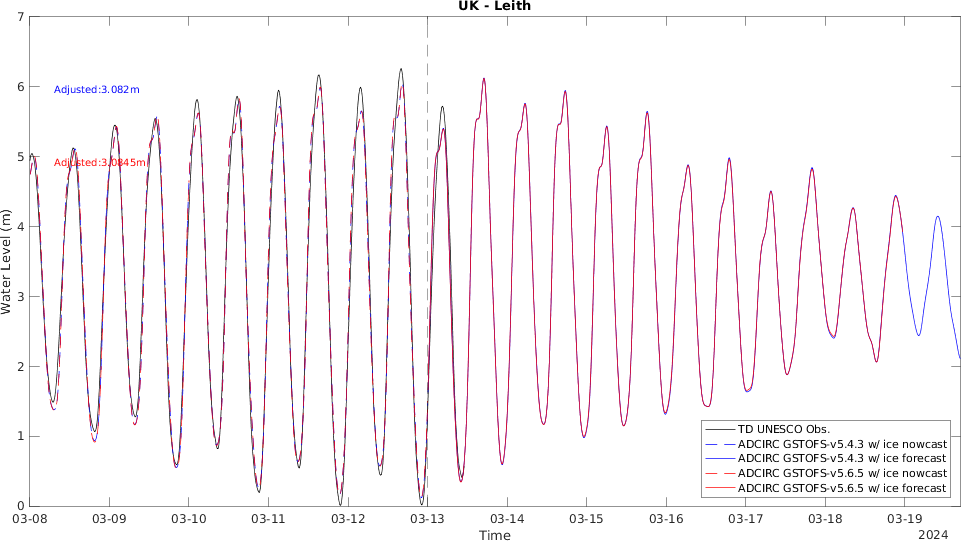 UK - Leith
7
6
5
4
3
2
1
0
Water Level (m)
Adjusted:3.082m
Adjusted:3.0845m
TD UNESCO Obs.
ADCIRC GSTOFS-v5.4.3 w/ ice nowcast
ADCIRC GSTOFS-v5.4.3 w/ ice forecast
ADCIRC GSTOFS-v5.6.5 w/ ice nowcast
ADCIRC GSTOFS-v5.6.5 w/ ice forecast
03-08 03-09 03-10 03-11 03-12 03-13 03-14 03-15 03-16 03-17 03-18 03-19
Time
2024